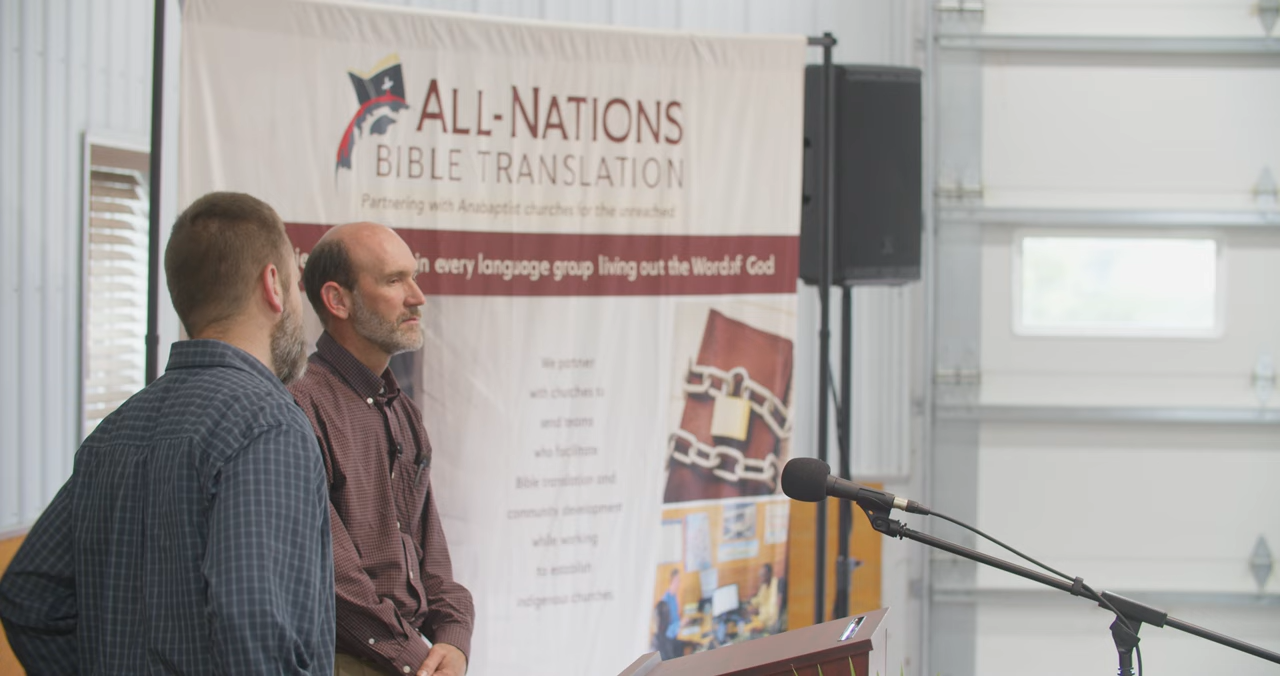 ALL-NATIONS
BIBLE TRANSLATION
Partnering with Anabaptist churches for the unreached
in every language group living out the Word of God
We partner
with churches to
send teams
who facilitate
Bible translation and
community development
while working
to establish
indigenous churches